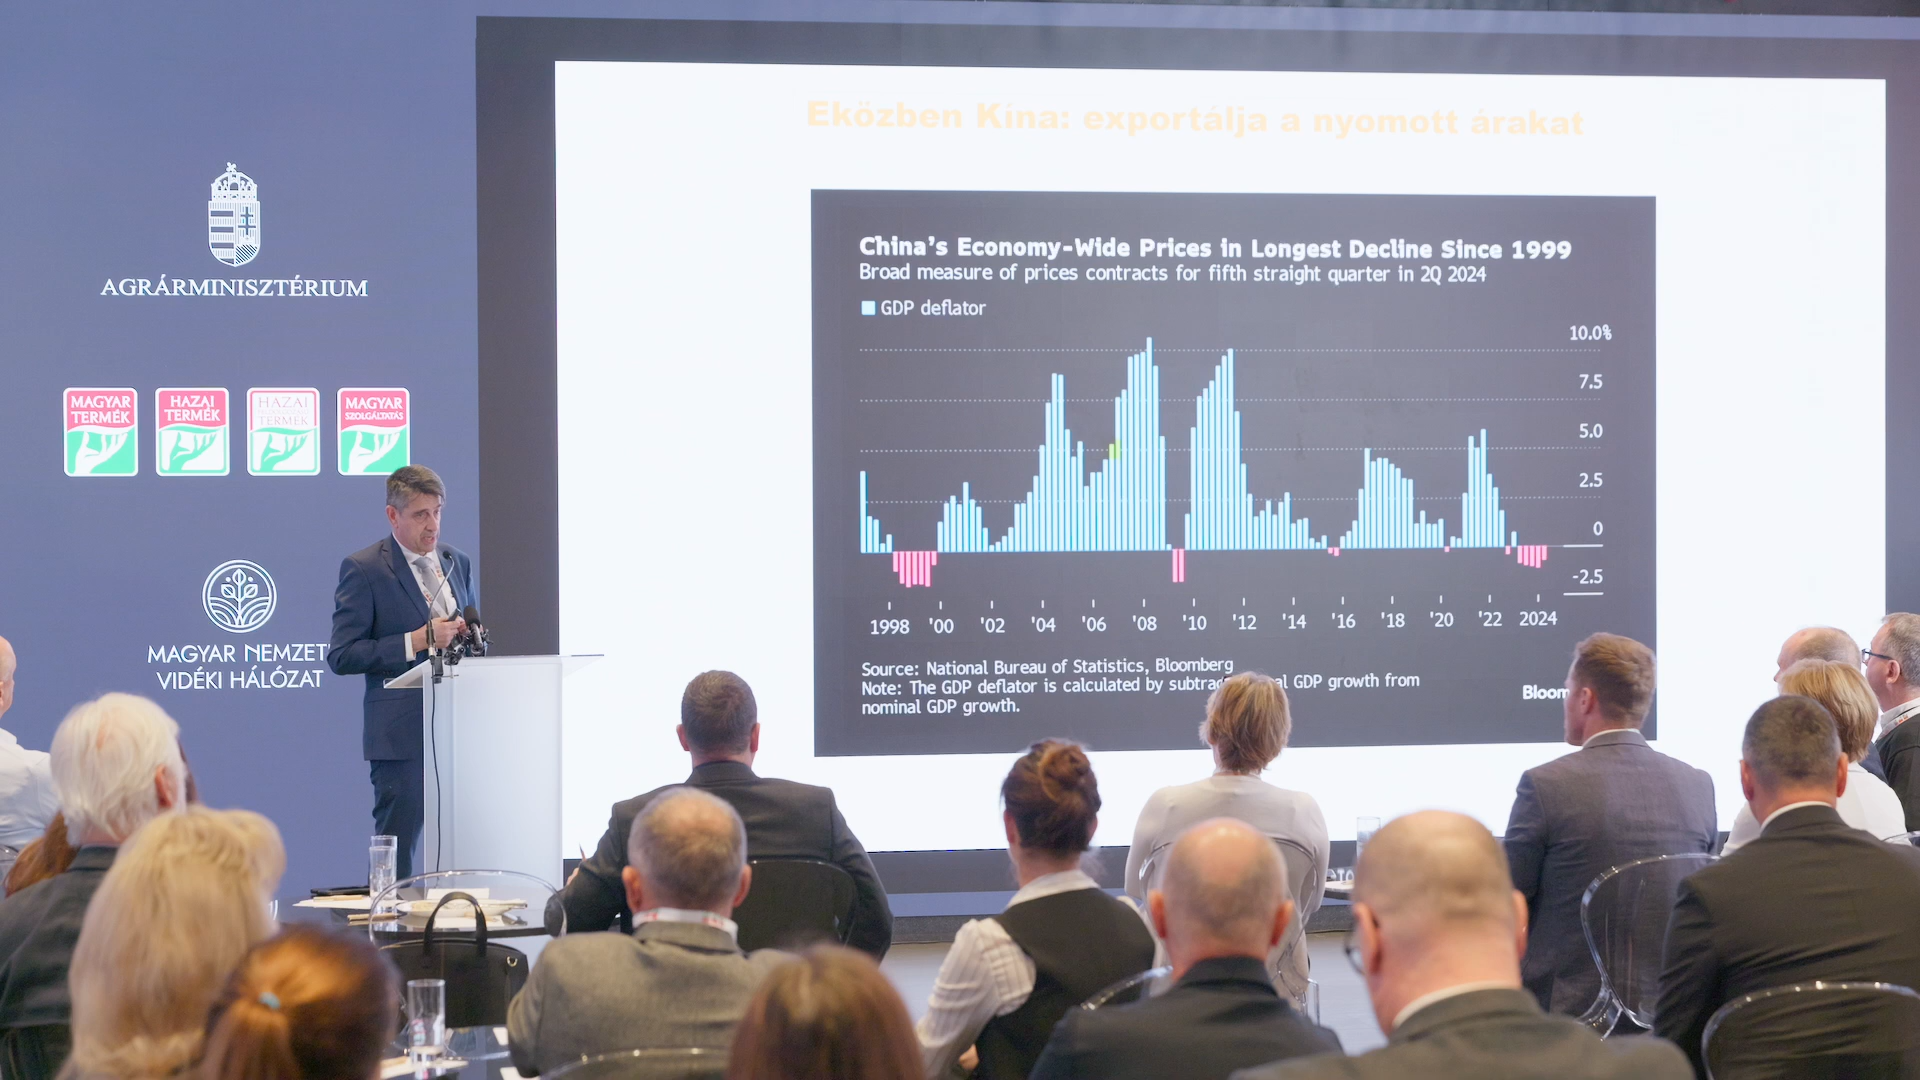 Eközben Kína: exportálja a nyomott árakat
AGRÁRMINISZTÉRIUM
MAGYAR
TERMÉK
HAZAI
TERMÉK
HAZAI
TERMÉK
MAGYAR
SZOLGÁLTATÁS
MAGYAR NEMZETI
VIDÉKI HÁLÓZAT
China's Economy-Wide Prices in Longest Decline Since 1999
Broad measure of prices contracts for fifth straight quarter in 2Q 2024
GDP deflator
10.0%
7.5
5.0
2.5
0
-2.5
1998 '00 '02 '04 '06 '08 '10 '12 '14 '16 '18 '20 '22 2024
Source: National Bureau of Statistics, Bloomberg
Note: The GDP deflator is calculated by GDP growth from
nominal GDP growth.
Bloom